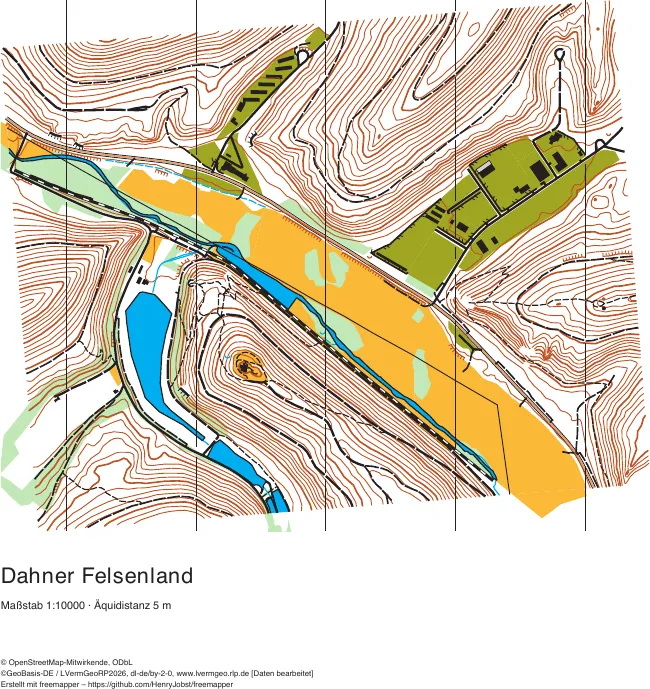 Dahner Felsenland
Maßstab 1:10000 · Äquidistanz 5 m
© OpenStreetMap-Mitwirkende, ODbL
©GeoBasis-DE / LVermGeoRP2026, dl-de/by-2-0, www.lvermgeo.rlp.de [Daten bearbeitet]
Erstellt mit freemapper – https://github.com/HenryJobst/freemapper